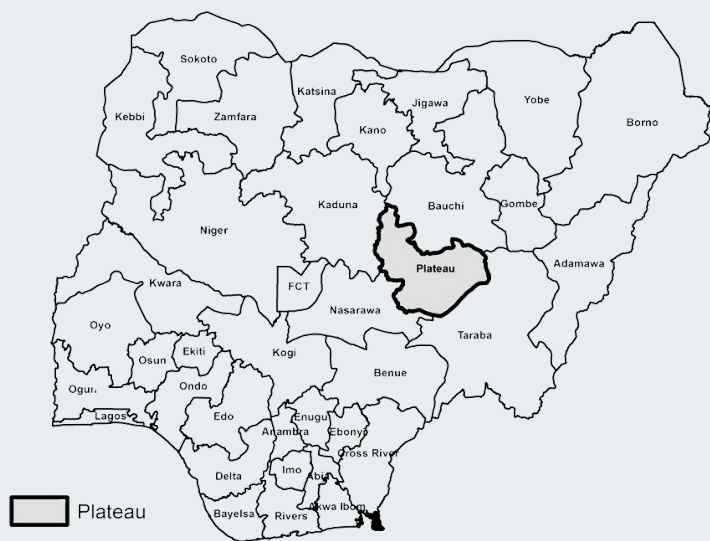 Sokoto
Katsina
Jigawa
Yobe
Borno
Kebbi
Zamfara
Kano
Kaduna
Bauchi
Gombe
Niger
Plateau
Adamawa
FCT
Kwara
Nasarawa
Taraba
Oyo
Osun
Ekiti
Kogi
Benue
Ogun
Ondo
Lagos
Edo
Enugu
Anambra
Ebonyi
Cross River
Delta
Imo
Abia
Bayelsa
Rivers
Akwa Ibom
Plateau